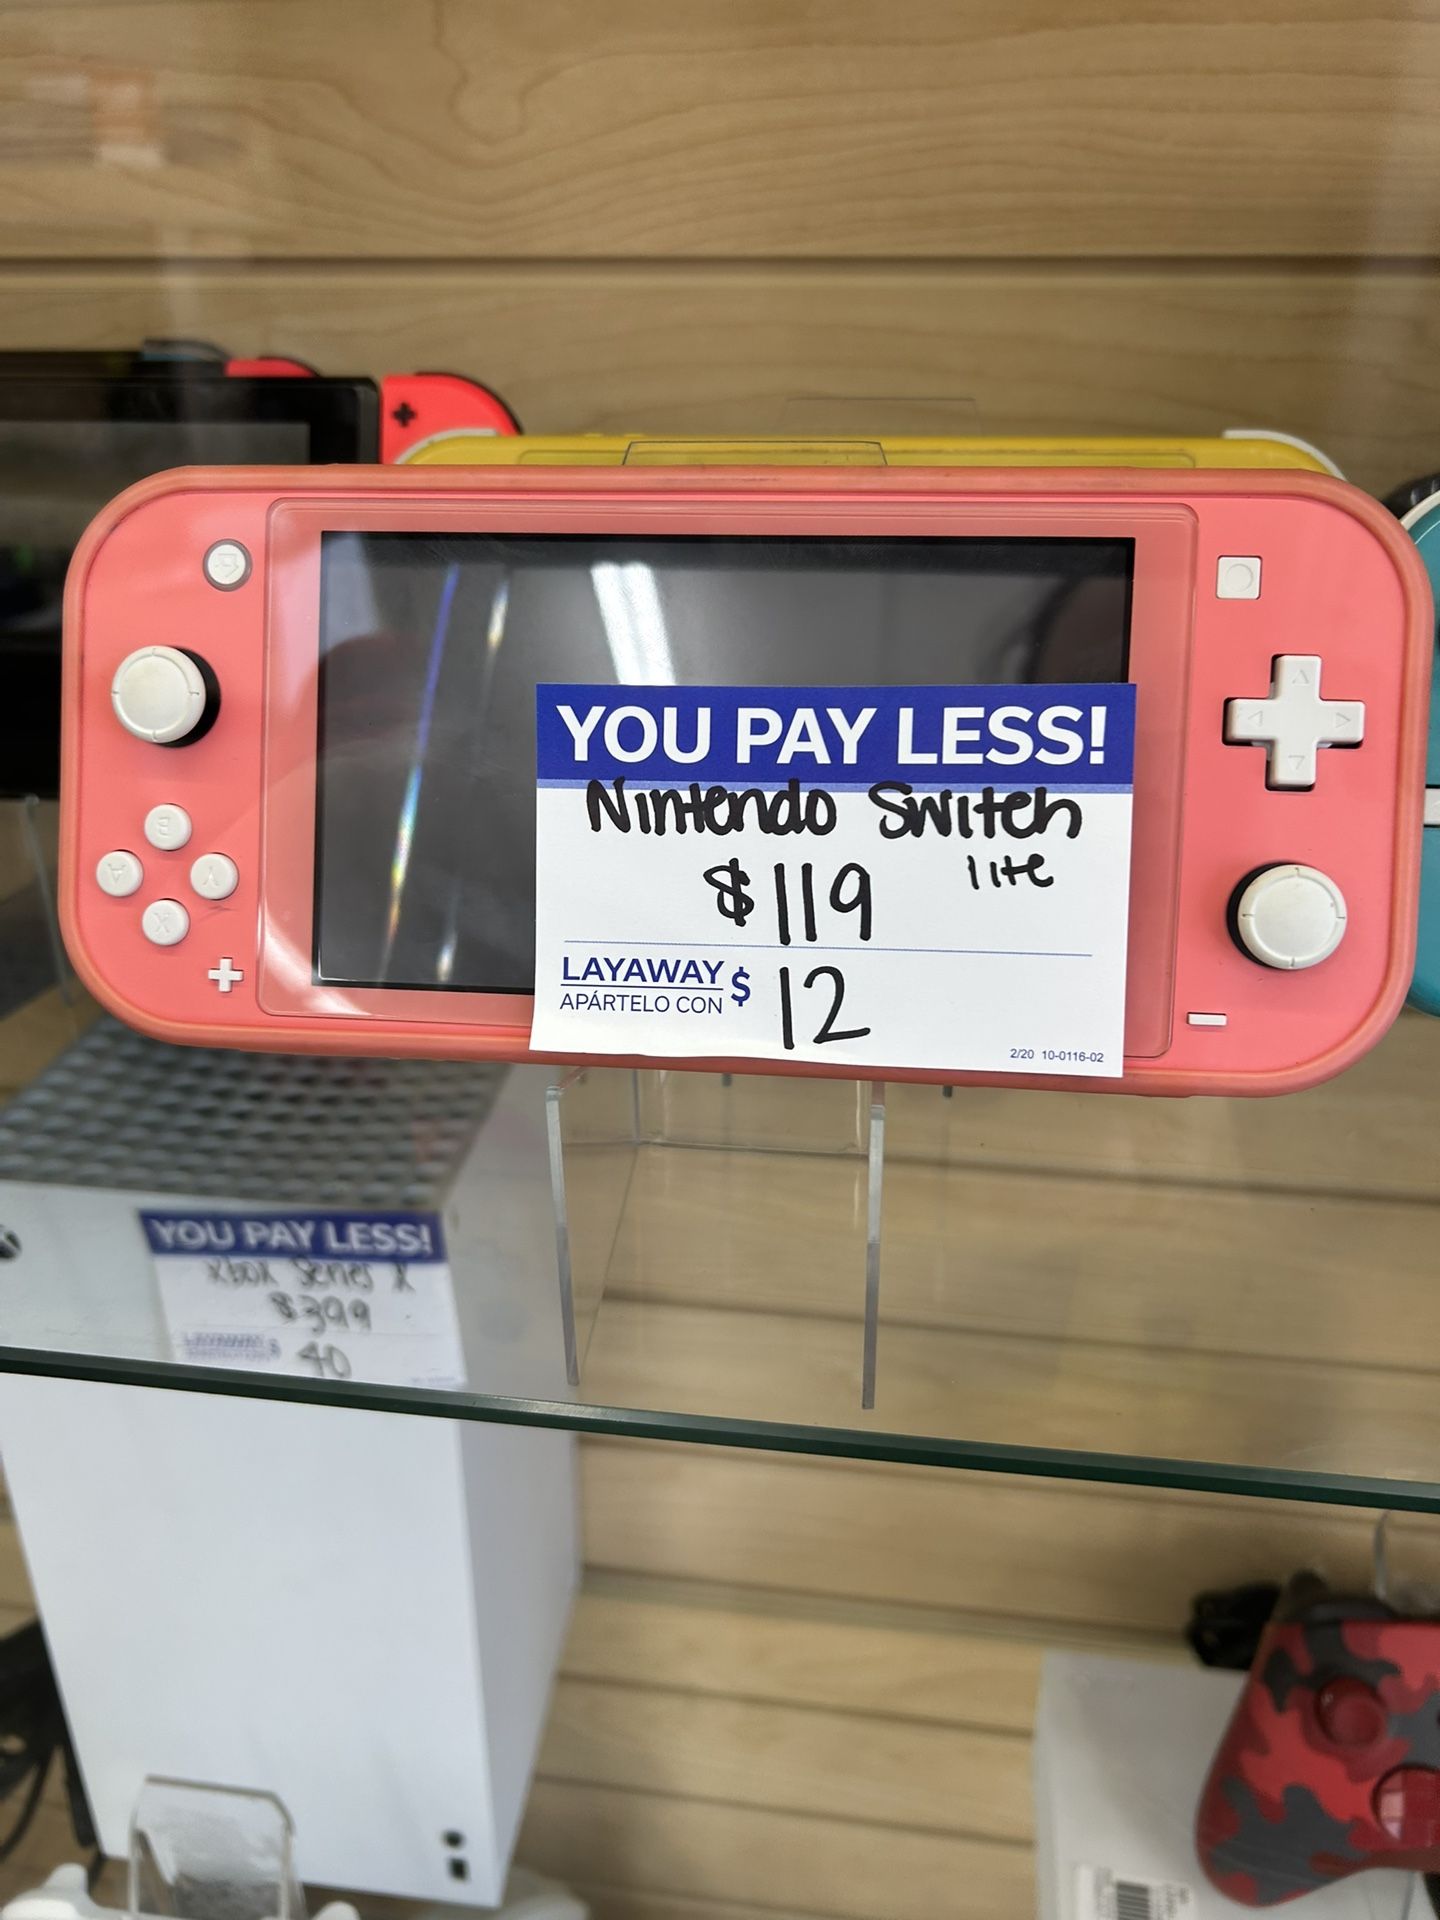 YOU PAY LESS!
Nintendo Switch
lite
$119
LAYAWAY $ 12
APÁRTELO CON
2/20 10-0116-02
B
A
Y
X
YOU PAY LESS!
Xbox Series X
$399
LAYAWAY $ 40